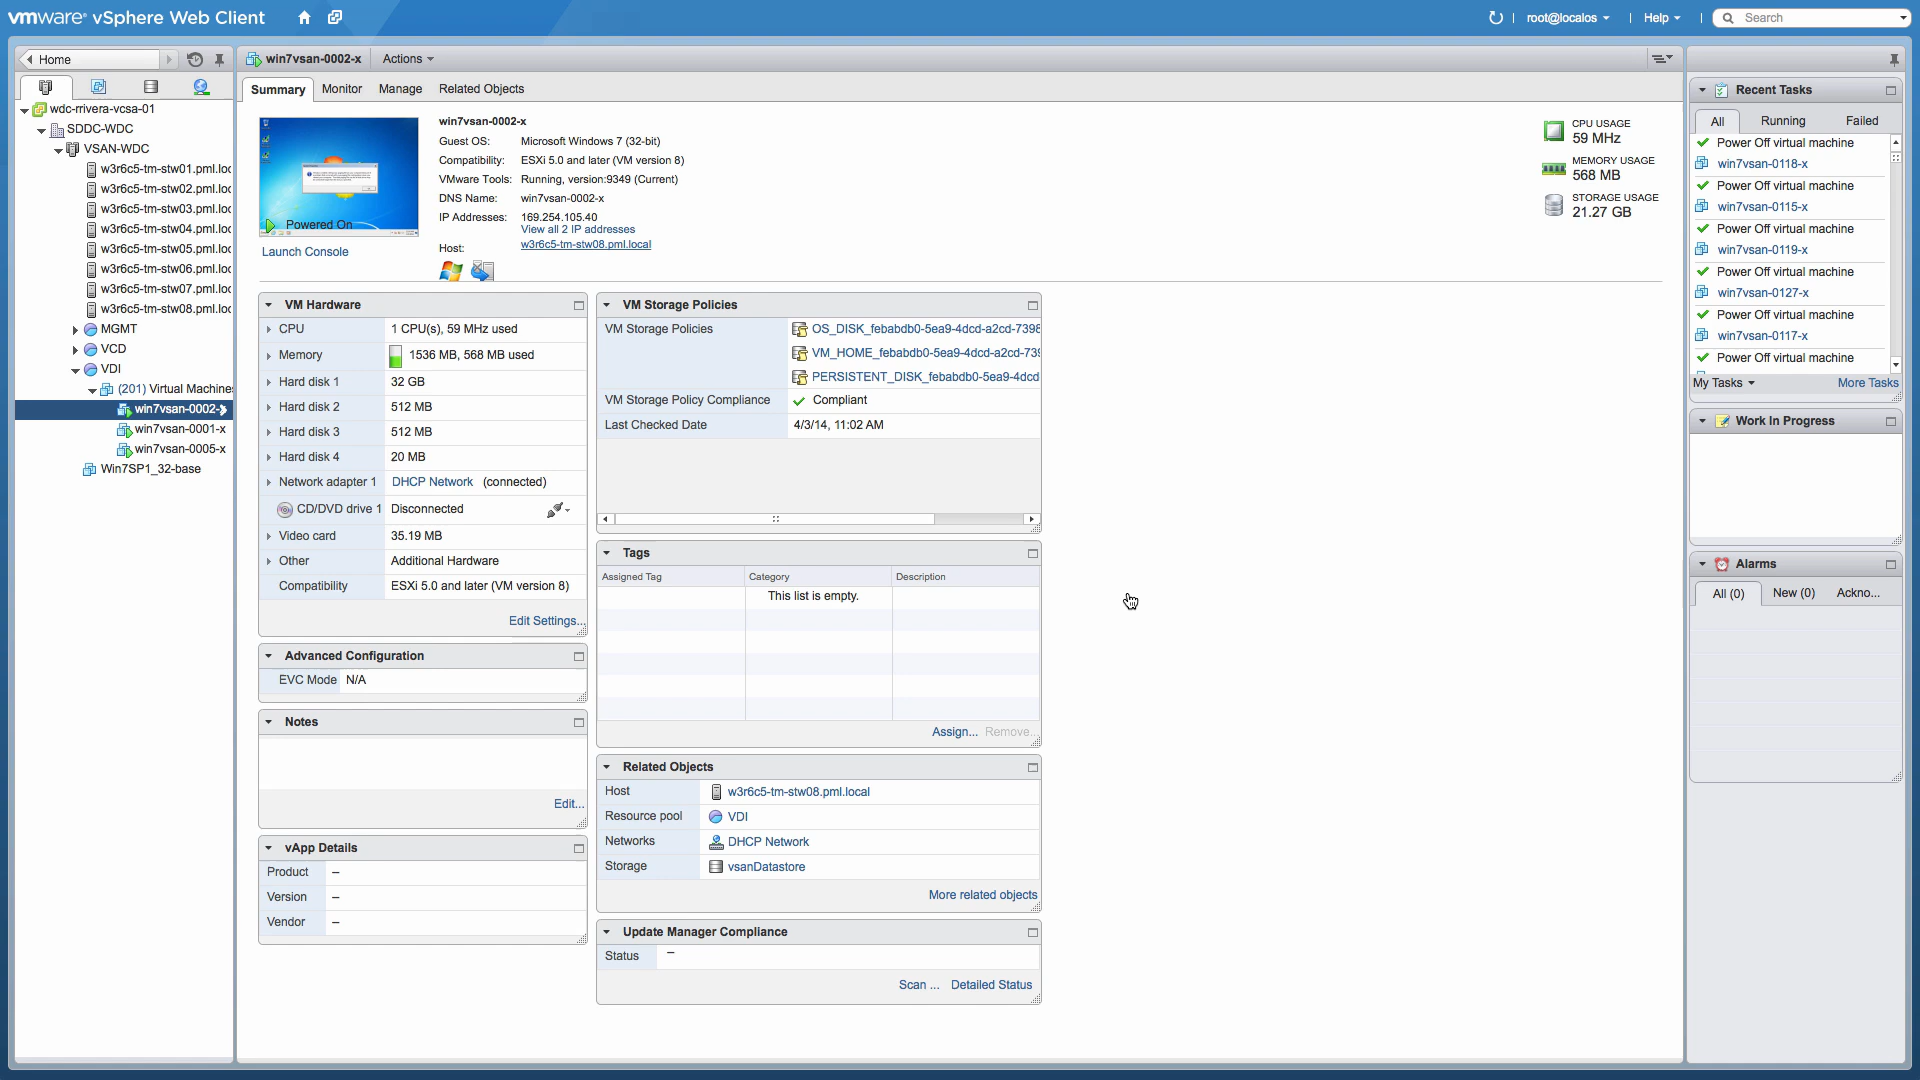 vmware® vSphere Web Client
root@localos
Help
Search
Home
wdc-rrivera-vcsa-01
SDDC-WDC
VSAN-WDC
w3r6c5-tm-stw01.pml.loc
w3r6c5-tm-stw02.pml.loc
w3r6c5-tm-stw03.pml.loc
w3r6c5-tm-stw04.pml.loc
w3r6c5-tm-stw05.pml.loc
w3r6c5-tm-stw06.pml.loc
w3r6c5-tm-stw07.pml.loc
w3r6c5-tm-stw08.pml.loc
MGMT
VCD
VDI
(201) Virtual Machines
win7vsan-0002-x
win7vsan-0001-x
win7vsan-0005-x
Win7SP1_32-base
win7vsan-0002-x
Actions
Summary Monitor Manage Related Objects
Powered On
Launch Console
win7vsan-0002-x
Guest OS: Microsoft Windows 7 (32-bit)
Compatibility: ESXi 5.0 and later (VM version 8)
VMware Tools: Running, version:9349 (Current)
DNS Name: win7vsan-0002-x
IP Addresses: 169.254.105.40
View all 2 IP addresses
Host: w3r6c5-tm-stw08.pml.local
CPU USAGE
59 MHz
MEMORY USAGE
568 MB
STORAGE USAGE
21.27 GB
VM Hardware
CPU 1 CPU(s), 59 MHz used
Memory 1536 MB, 568 MB used
Hard disk 1 32 GB
Hard disk 2 512 MB
Hard disk 3 512 MB
Hard disk 4 20 MB
Network adapter 1 DHCP Network (connected)
CD/DVD drive 1 Disconnected
Video card 35.19 MB
Other Additional Hardware
Compatibility ESXi 5.0 and later (VM version 8)
Edit Settings...
Advanced Configuration
EVC Mode N/A
Notes
Edit...
vApp Details
Product –
Version –
Vendor –
VM Storage Policies
VM Storage Policies OS_DISK_febabdb0-5ea9-4dcd-a2cd-7398
VM_HOME_febabdb0-5ea9-4dcd-a2cd-739
PERSISTENT_DISK_febabdb0-5ea9-4dcd
VM Storage Policy Compliance Compliant
Last Checked Date 4/3/14, 11:02 AM
Tags
Assigned Tag Category Description
This list is empty.
Assign... Remove...
Related Objects
Host w3r6c5-tm-stw08.pml.local
Resource pool VDI
Networks DHCP Network
Storage vsanDatastore
More related objects
Update Manager Compliance
Status –
Scan ... Detailed Status
Recent Tasks
All Running Failed
Power Off virtual machine
win7vsan-0118-x
Power Off virtual machine
win7vsan-0115-x
Power Off virtual machine
win7vsan-0119-x
Power Off virtual machine
win7vsan-0127-x
Power Off virtual machine
win7vsan-0117-x
Power Off virtual machine
My Tasks More Tasks
Work In Progress
Alarms
All (0) New (0) Ackno...